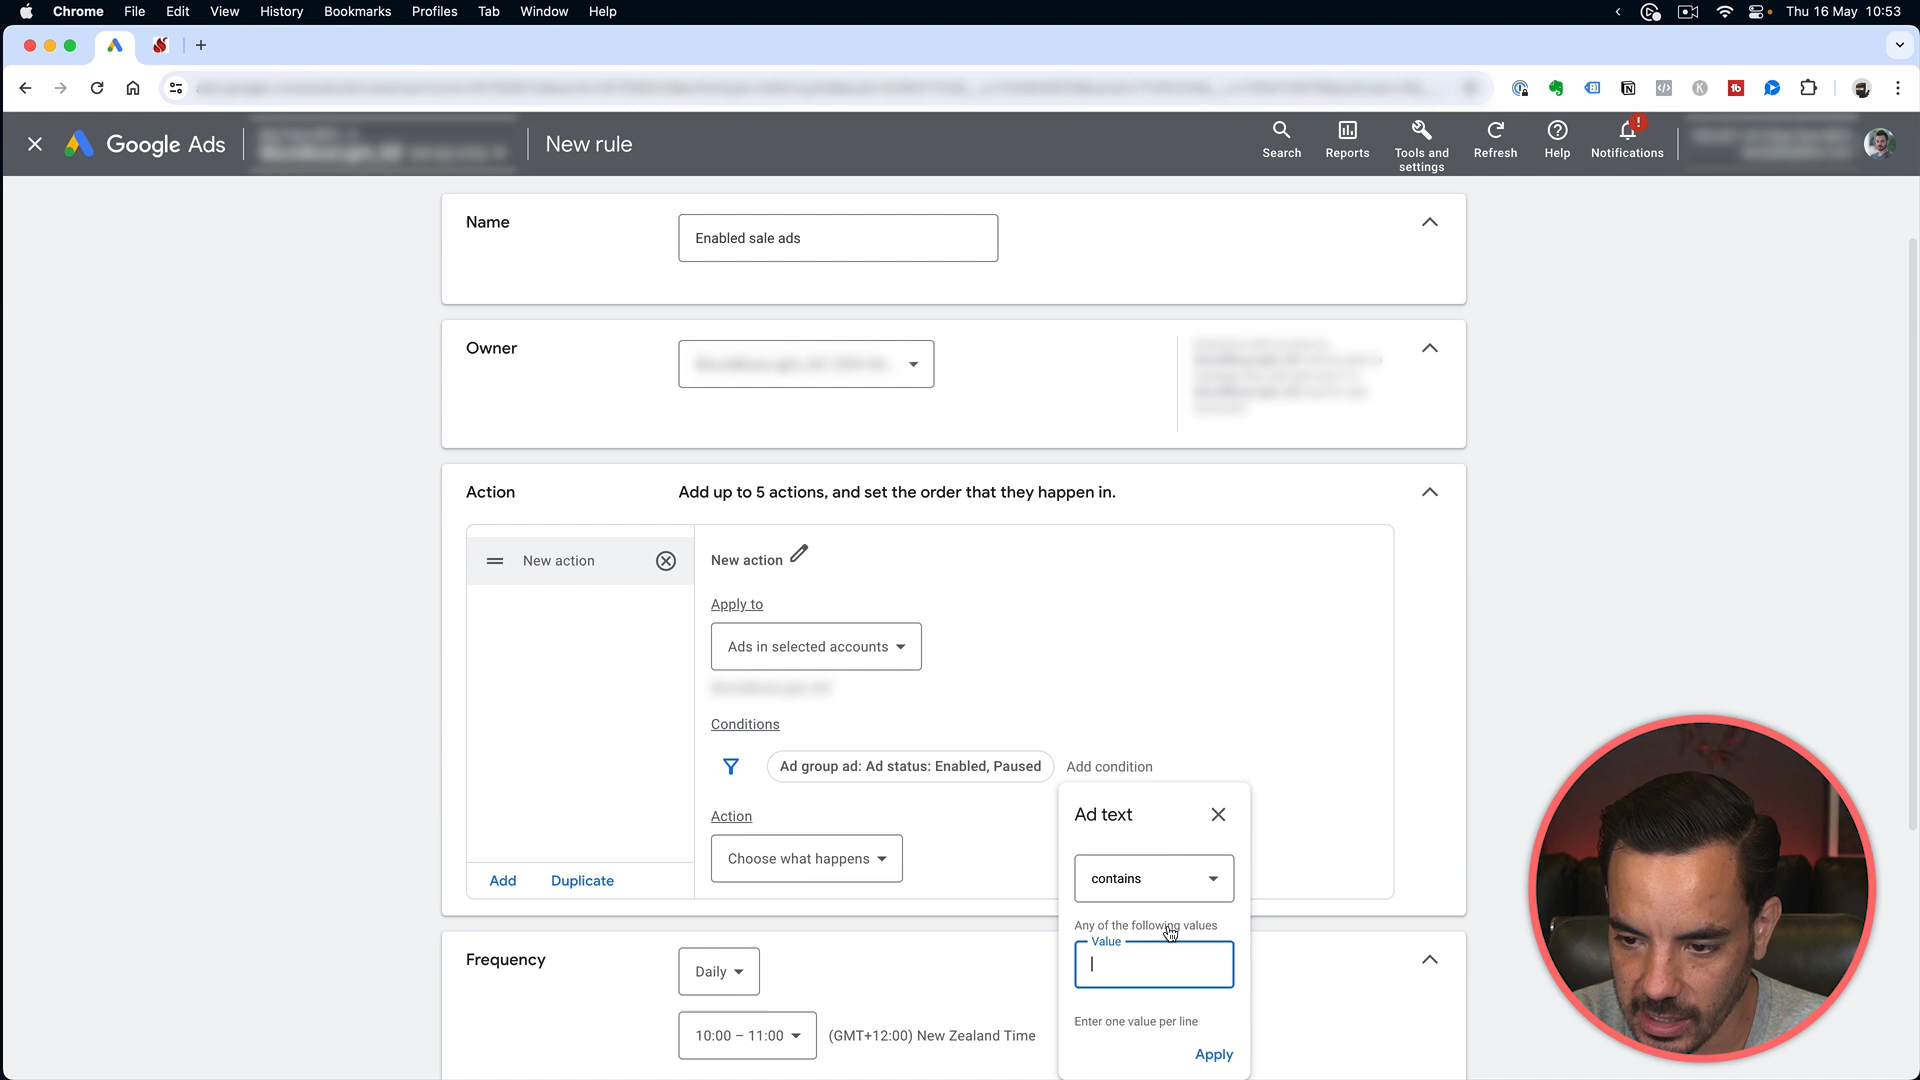 Chrome File Edit View History Bookmarks Profiles Tab Window Help
Thu 16 May 10:53
Google Ads
New rule
Search
Reports
Tools and settings
Refresh
Help
Notifications
Name
Enabled sale ads
Owner
Action
Add up to 5 actions, and set the order that they happen in.
New action
New action
Apply to
Ads in selected accounts
Conditions
Ad group ad: Ad status: Enabled, Paused
Add condition
Action
Choose what happens
Add
Duplicate
Ad text
contains
Any of the following values
Value
Enter one value per line
Apply
Frequency
Daily
10:00 – 11:00
(GMT+12:00) New Zealand Time